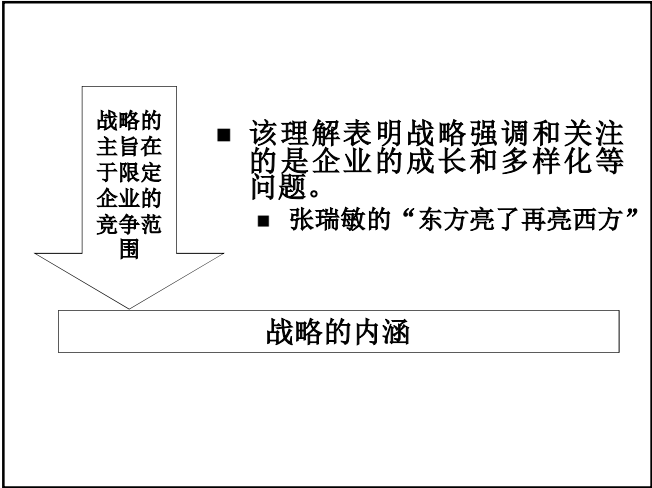 战略的
主旨在
于限定
企业的
竞争范
围
■ 该理解表明战略强调和关注
的是企业的成长和多样化等
问题。
■ 张瑞敏的“东方亮了再亮西方”
战略的内涵